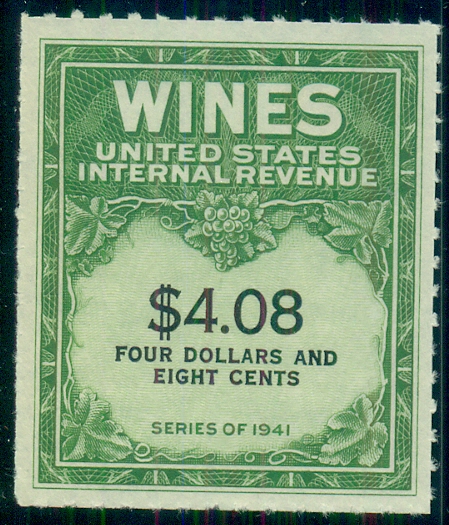 WINES
UNITED STATES
INTERNAL REVENUE
$4.08
FOUR DOLLARS AND
EIGHT CENTS
SERIES OF 1941